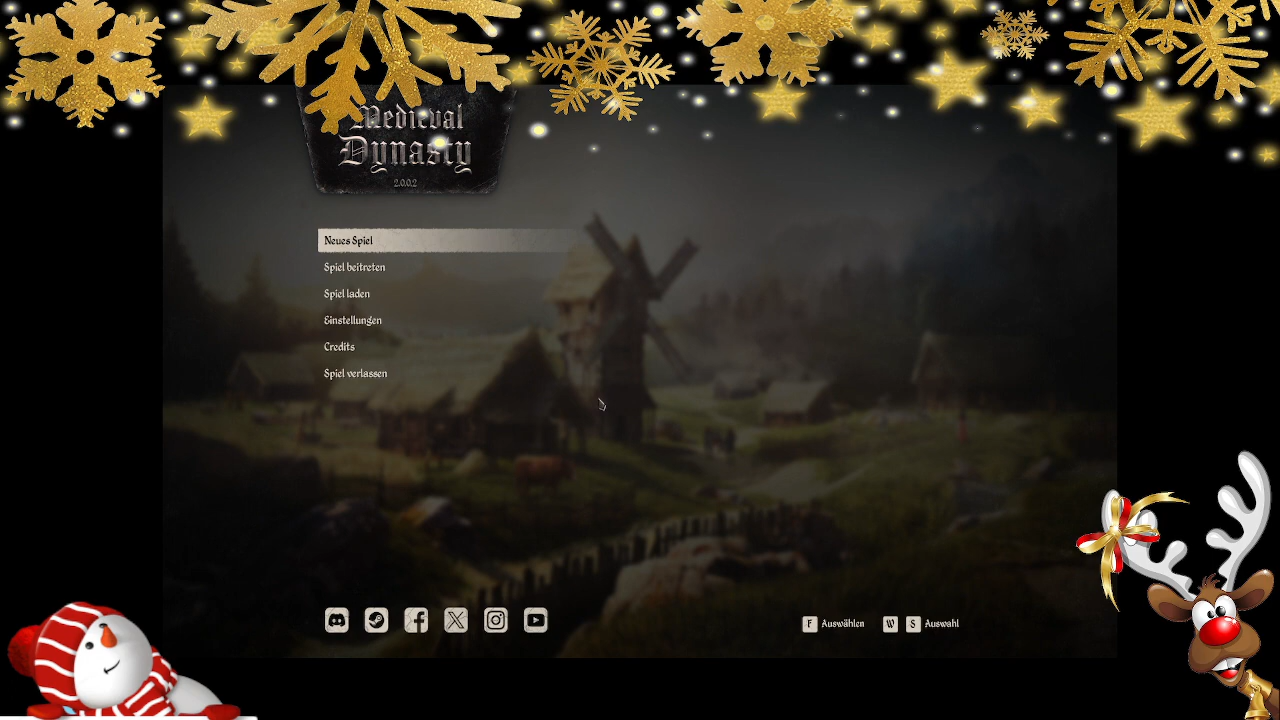 Medieval
Dynasty
2.0.0.2
Neues Spiel
Spiel beitreten
Spiel laden
Einstellungen
Credits
Spiel verlassen
F Auswählen W S Auswahl